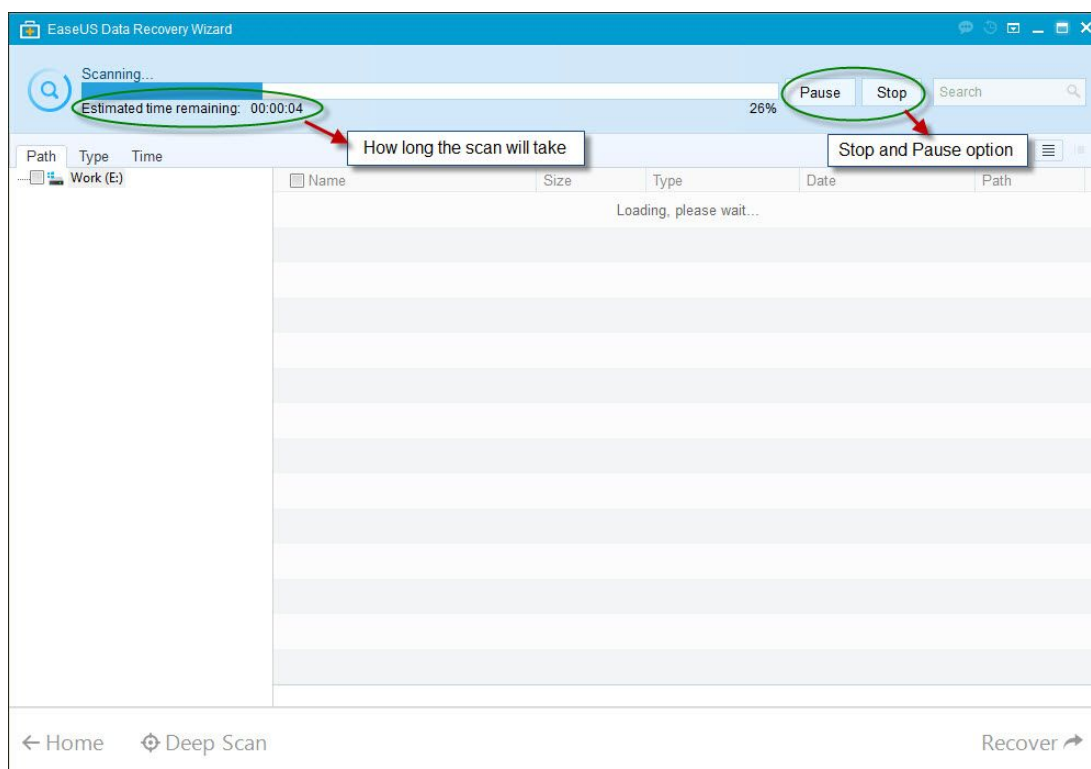 EaseUS Data Recovery Wizard
Scanning...
Estimated time remaining: 00:00:04
26%
Pause
Stop
Search
How long the scan will take
Stop and Pause option
Path Type Time
Work (E:)
Name Size Type Date Path
Loading, please wait...
Home
Deep Scan
Recover